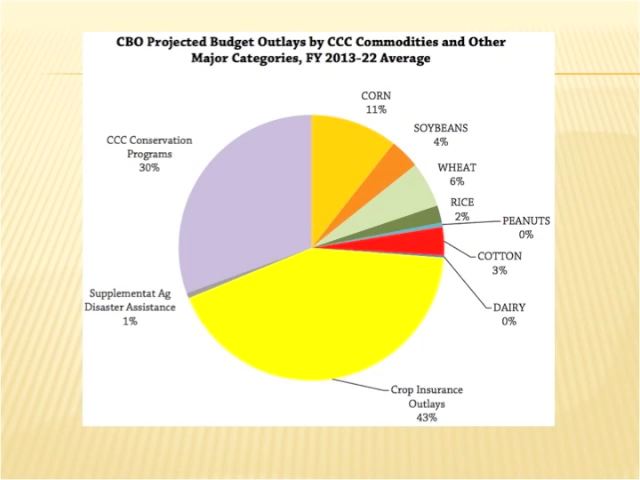 CBO Projected Budget Outlays by CCC Commodities and Other
Major Categories, FY 2013-22 Average
CORN
11%
SOYBEANS
4%
WHEAT
6%
RICE
2%
PEANUTS
0%
COTTON
3%
DAIRY
0%
Crop Insurance
Outlays
43%
Supplementat Ag
Disaster Assistance
1%
CCC Conservation
Programs
30%